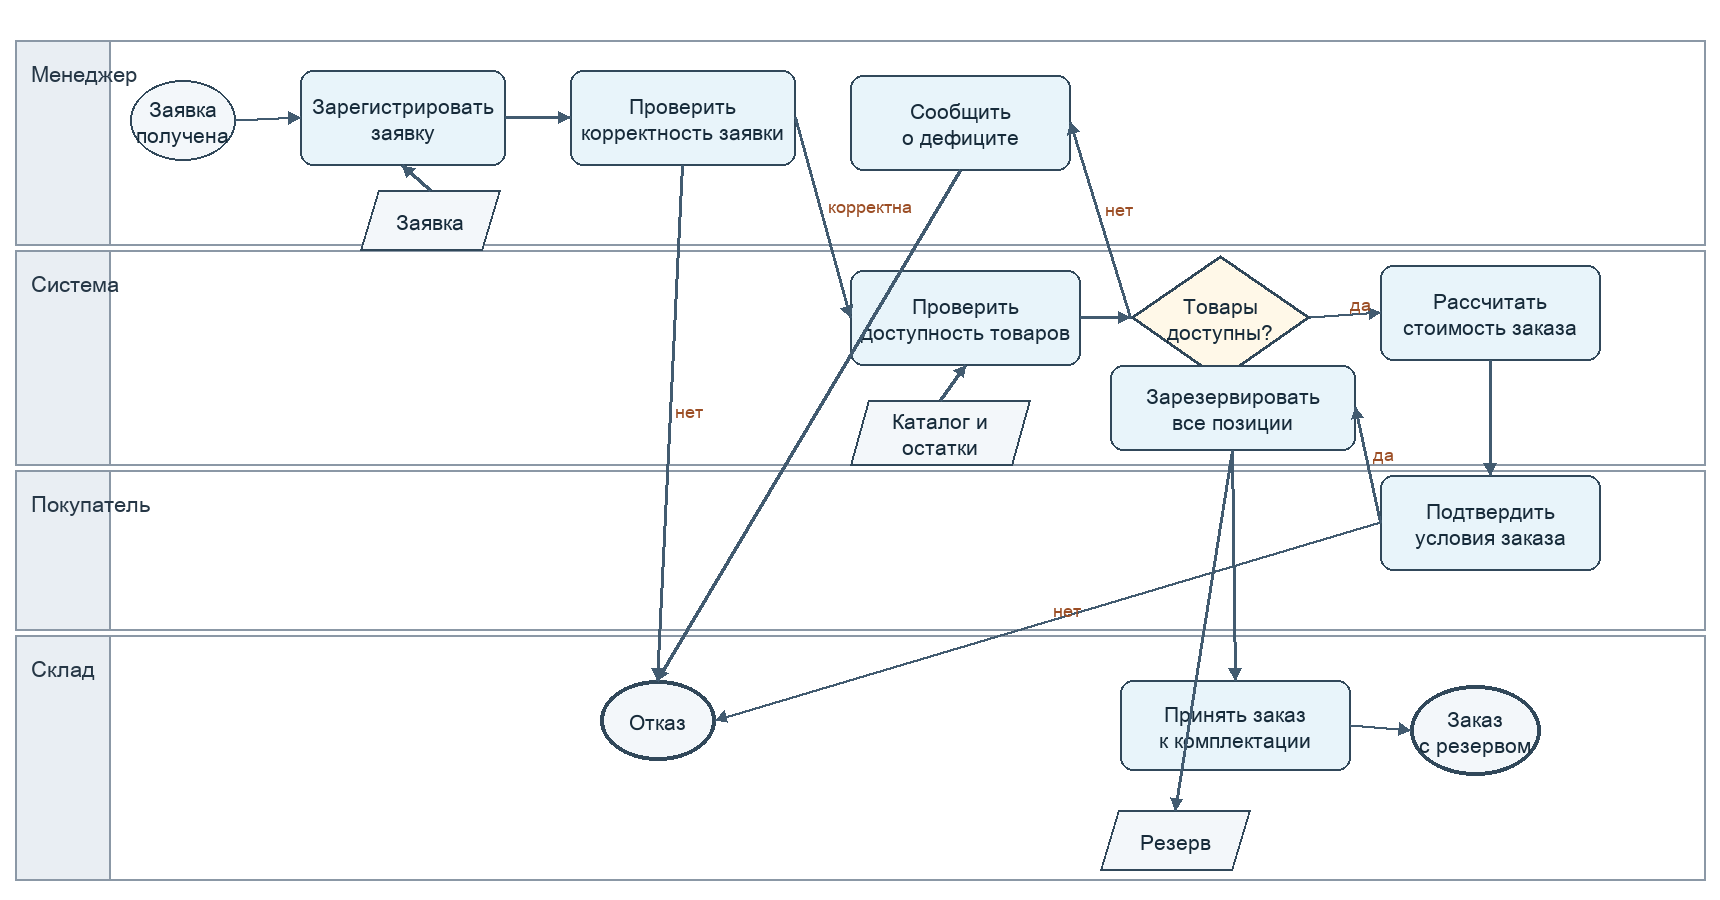 Менеджер
Заявка
получена
Зарегистрировать
заявку
Проверить
корректность заявки
Сообщить
о дефиците
Заявка
корректна
нет
Система
Проверить
доступность товаров
Товары
доступны?
да
Рассчитать
стоимость заказа
нет
Каталог и
остатки
Зарезервировать
все позиции
да
Покупатель
Подтвердить
условия заказа
нет
Склад
Отказ
Принять заказ
к комплектации
Заказ
с резервом
Резерв